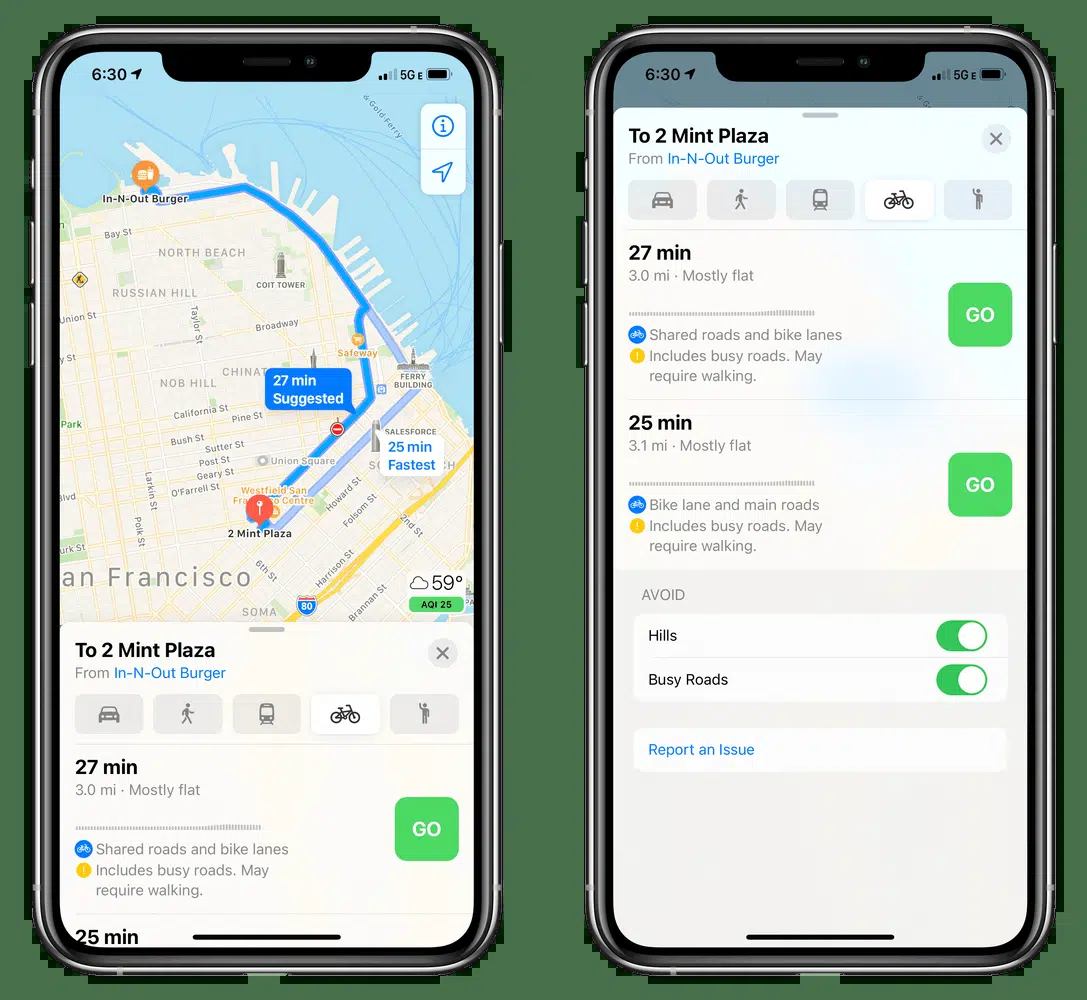 6:30
5G E
& Gold Ferry
In-N-Out Burger
Bay St
NORTH BEACH
COIT TOWER
RUSSIAN HILL
Union St
Taylor St
Broadway
y St
Safeway
CHINAT
NOB HILL
FERRY
BUILDING
27 min
Suggested
California St
Pine St
Park
Bush St
Sutter St
SALESFORCE
25 min
Fastest
Post St
Geary St
Union Square
O'Farrell St
Westfield San
Francisco Centre
Howard St
Folsom St
2nd St
lvd
Larkin St
Polk St
2 Mint Plaza
urk St
an Francisco
6th St
Harrison St
Brannan St
80
SOMA
59°
AQI 25
To 2 Mint Plaza
From In-N-Out Burger
27 min
3.0 mi · Mostly flat
GO
Shared roads and bike lanes
Includes busy roads. May
require walking.
25 min
6:30
5G E
To 2 Mint Plaza
From In-N-Out Burger
27 min
3.0 mi · Mostly flat
GO
Shared roads and bike lanes
Includes busy roads. May
require walking.
25 min
3.1 mi · Mostly flat
GO
Bike lane and main roads
Includes busy roads. May
require walking.
AVOID
Hills
Busy Roads
Report an Issue